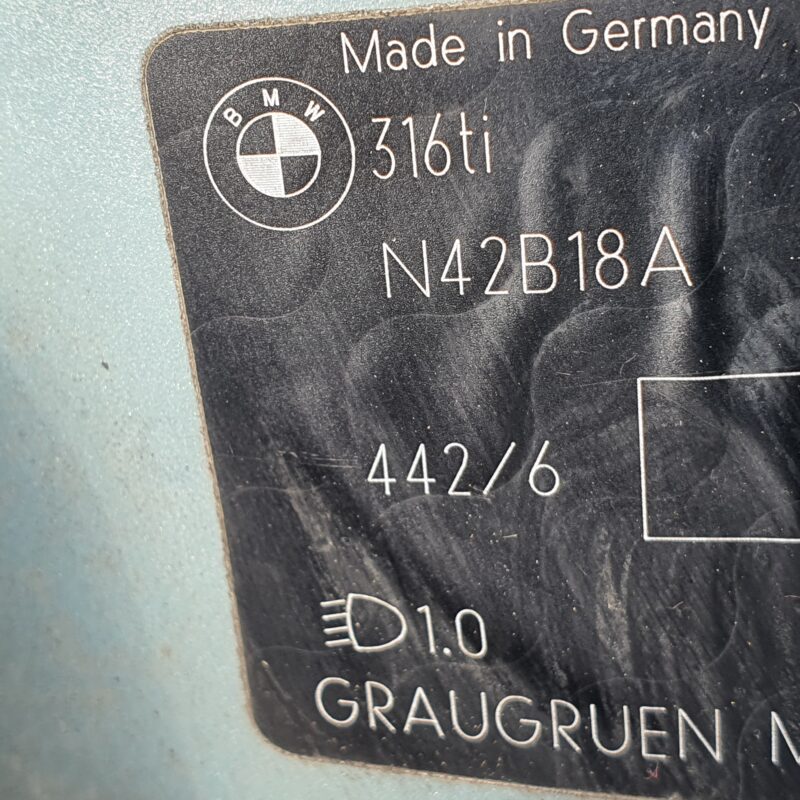 Made in Germany
BMW
316ti
N42B18A
442/6
1.0
GRAUGRUEN